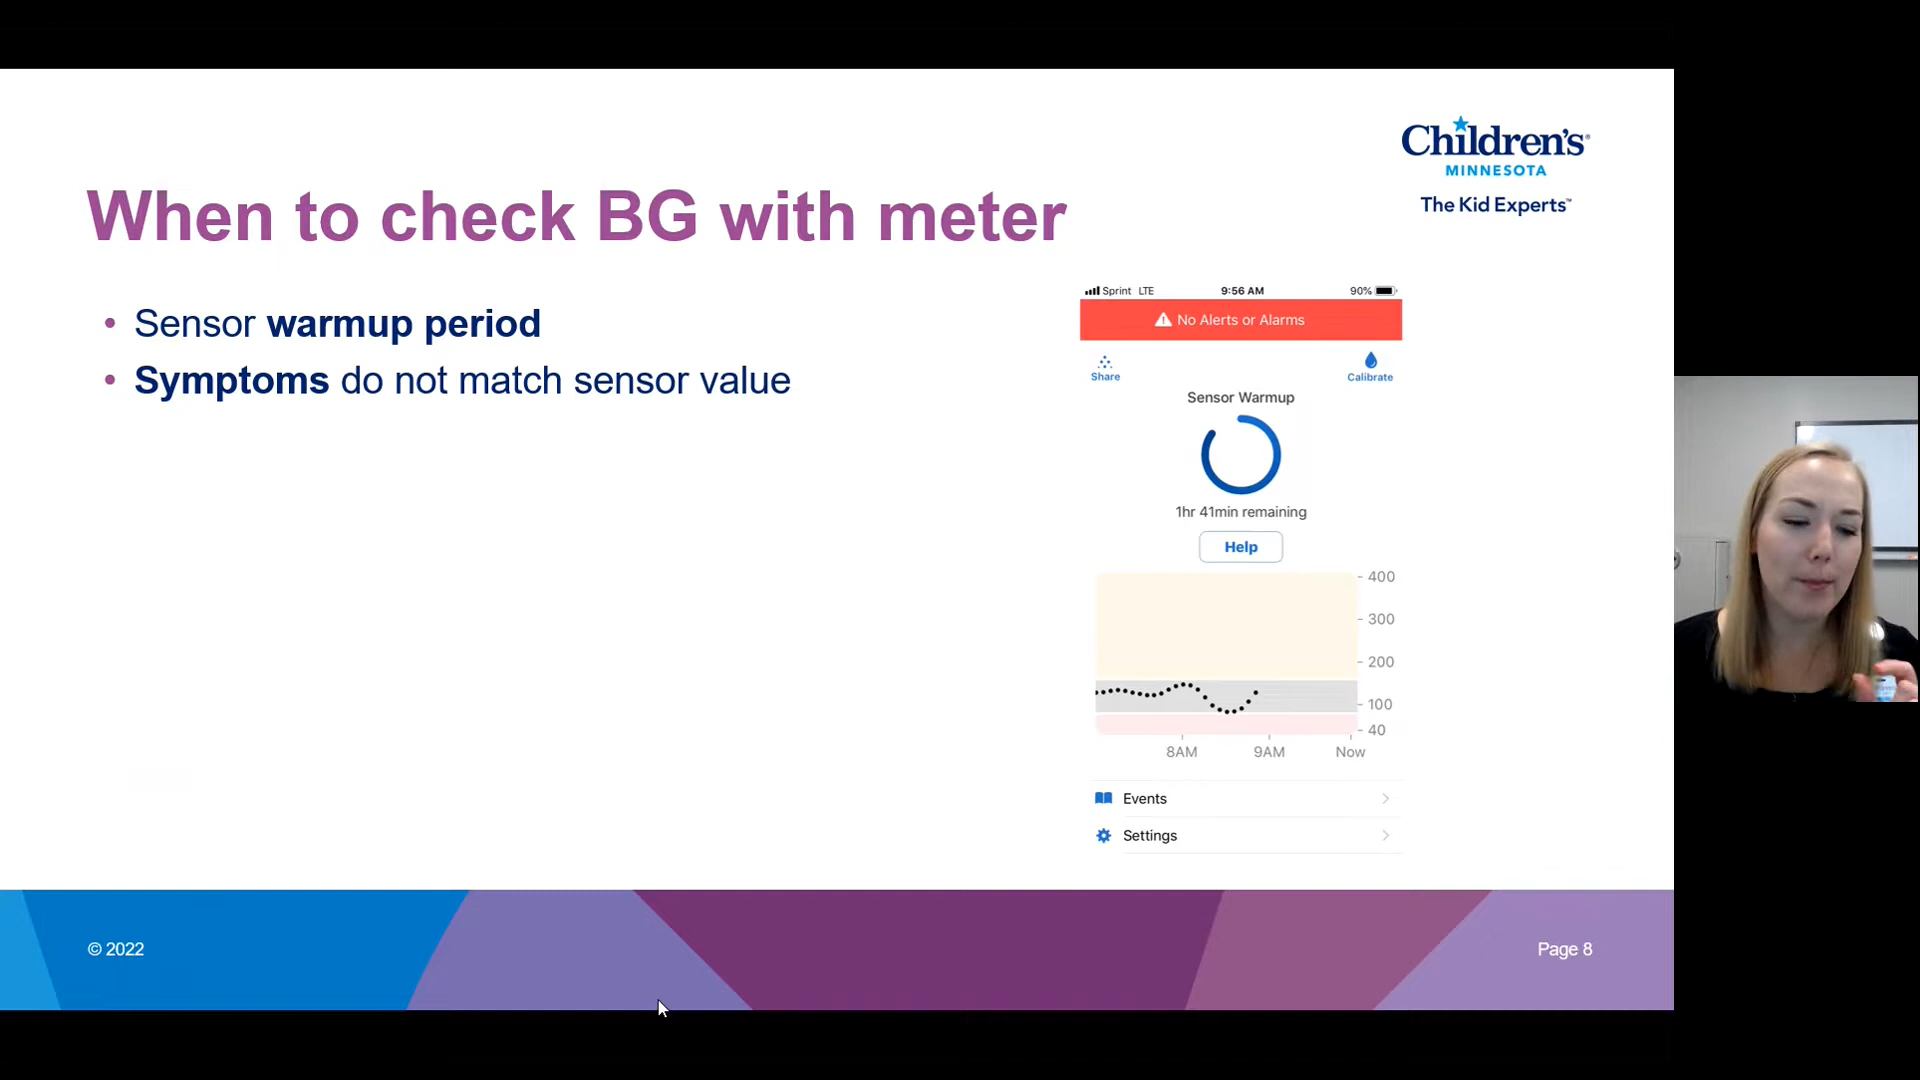 Children's®
MINNESOTA
The Kid Experts™
When to check BG with meter
• Sensor warmup period
• Symptoms do not match sensor value
Sprint LTE 9:56 AM 90%
No Alerts or Alarms
Share Calibrate
Sensor Warmup
1hr 41min remaining
Help
400
300
200
100
40
8AM 9AM Now
Events
Settings
© 2022 Page 8